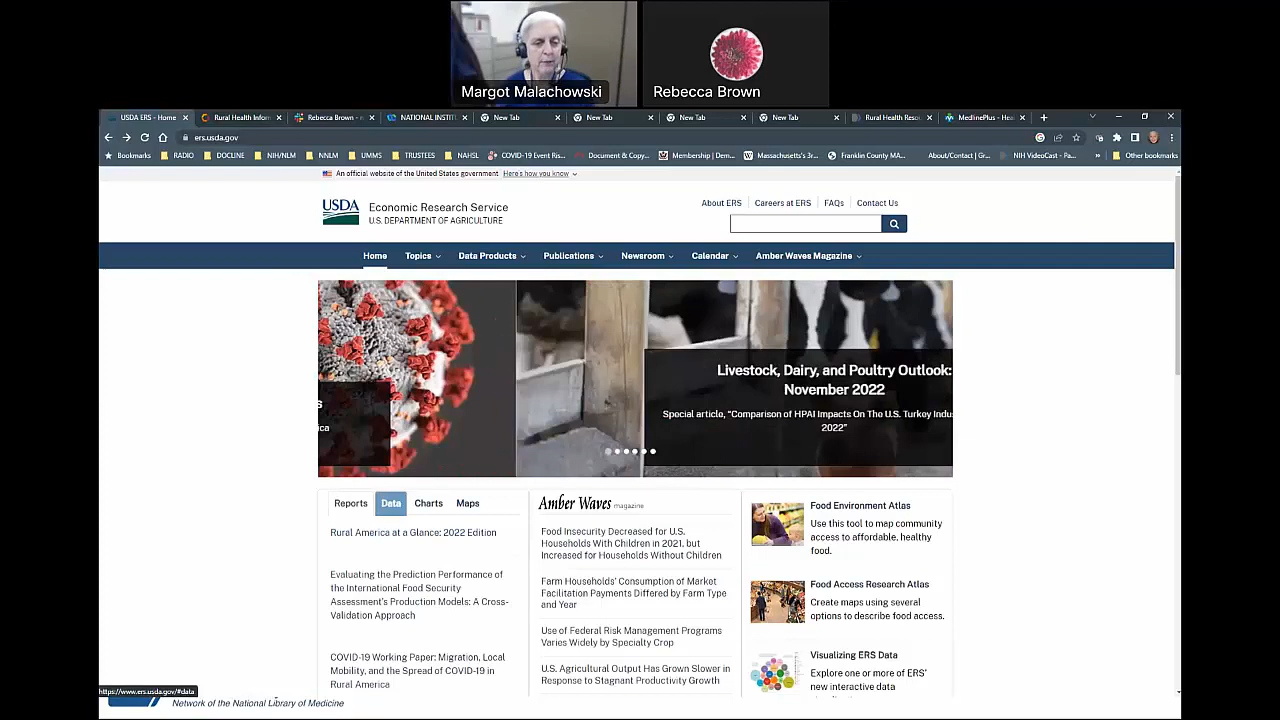 Margot Malachowski
Rebecca Brown
USDA ERS - Home
Rural Health Infor
Rebecca Brown - n
NATIONAL INSTIT
New Tab
New Tab
New Tab
New Tab
Rural Health Reso
MedlinePlus - Hea
ers.usda.gov
Bookmarks
RADIO
DOCLINE
NIH/NLM
NNLM
UMMS
TRUSTEES
NAHSL
COVID-19 Event Ris...
Document & Copy...
Membership | Dem...
Massachusetts's 3r...
Franklin County MA...
About/Contact | Gr...
NIH VideoCast - Pa...
Other bookmarks
An official website of the United States government Here's how you know
USDA
Economic Research Service
U.S. DEPARTMENT OF AGRICULTURE
About ERS
Careers at ERS
FAQs
Contact Us
Home
Topics
Data Products
Publications
Newsroom
Calendar
Amber Waves Magazine
s
ica
Livestock, Dairy, and Poultry Outlook:
November 2022
Special article, "Comparison of HPAI Impacts On The U.S. Turkey Indu
2022"
Reports
Data
Charts
Maps
Rural America at a Glance: 2022 Edition
Evaluating the Prediction Performance of
the International Food Security
Assessment's Production Models: A Cross-
Validation Approach
COVID-19 Working Paper: Migration, Local
Mobility, and the Spread of COVID-19 in
Rural America
Amber Waves magazine
Food Insecurity Decreased for U.S.
Households With Children in 2021, but
Increased for Households Without Children
Farm Households' Consumption of Market
Facilitation Payments Differed by Farm Type
and Year
Use of Federal Risk Management Programs
Varies Widely by Specialty Crop
U.S. Agricultural Output Has Grown Slower in
Response to Stagnant Productivity Growth
Food Environment Atlas
Use this tool to map community
access to affordable, healthy
food.
Food Access Research Atlas
Create maps using several
options to describe food access.
Visualizing ERS Data
Explore one or more of ERS'
new interactive data
https://www.ers.usda.gov/#data
Network of the National Library of Medicine